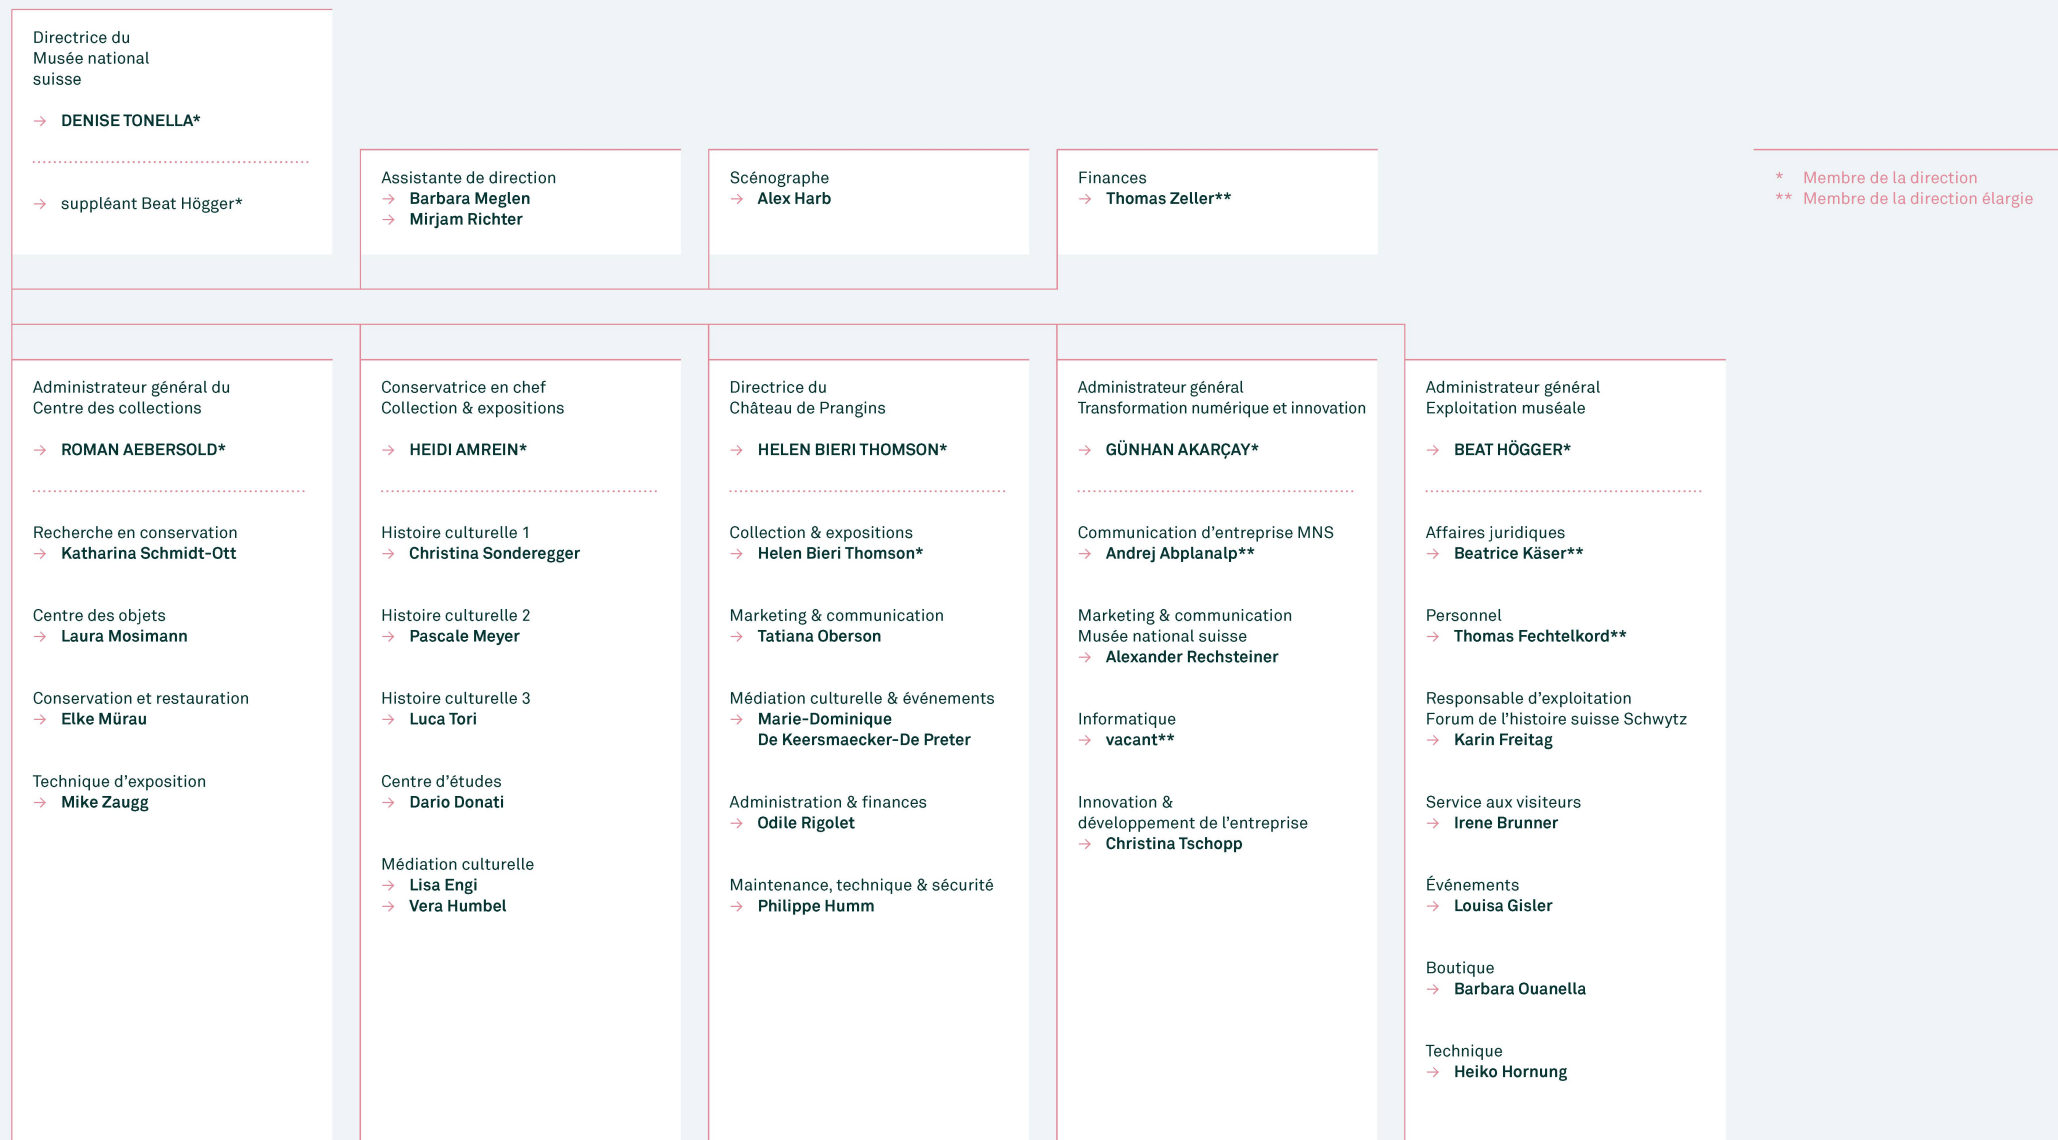 Directrice du
Musée national
suisse
→ DENISE TONELLA*
→ suppléant Beat Högger*
Assistante de direction
→ Barbara Meglen
→ Mirjam Richter
Scénographe
→ Alex Harb
Finances
→ Thomas Zeller**
* Membre de la direction
** Membre de la direction élargie
Administrateur général du
Centre des collections
→ ROMAN AEBERSOLD*
Recherche en conservation
→ Katharina Schmidt-Ott
Centre des objets
→ Laura Mosimann
Conservation et restauration
→ Elke Mürau
Technique d’exposition
→ Mike Zaugg
Conservatrice en chef
Collection & expositions
→ HEIDI AMREIN*
Histoire culturelle 1
→ Christina Sonderegger
Histoire culturelle 2
→ Pascale Meyer
Histoire culturelle 3
→ Luca Tori
Centre d’études
→ Dario Donati
Médiation culturelle
→ Lisa Engi
→ Vera Humbel
Directrice du
Château de Prangins
→ HELEN BIERI THOMSON*
Collection & expositions
→ Helen Bieri Thomson*
Marketing & communication
→ Tatiana Oberson
Médiation culturelle & événements
→ Marie-Dominique
De Keersmaecker-De Preter
Administration & finances
→ Odile Rigolet
Maintenance, technique & sécurité
→ Philippe Humm
Administrateur général
Transformation numérique et innovation
→ GÜNHAN AKARÇAY*
Communication d’entreprise MNS
→ Andrej Abplanalp**
Marketing & communication
Musée national suisse
→ Alexander Rechsteiner
Informatique
→ vacant**
Innovation &
développement de l’entreprise
→ Christina Tschopp
Administrateur général
Exploitation muséale
→ BEAT HÖGGER*
Affaires juridiques
→ Beatrice Käser**
Personnel
→ Thomas Fechtelkord**
Responsable d’exploitation
Forum de l’histoire suisse Schwytz
→ Karin Freitag
Service aux visiteurs
→ Irene Brunner
Événements
→ Louisa Gisler
Boutique
→ Barbara Ouanella
Technique
→ Heiko Hornung